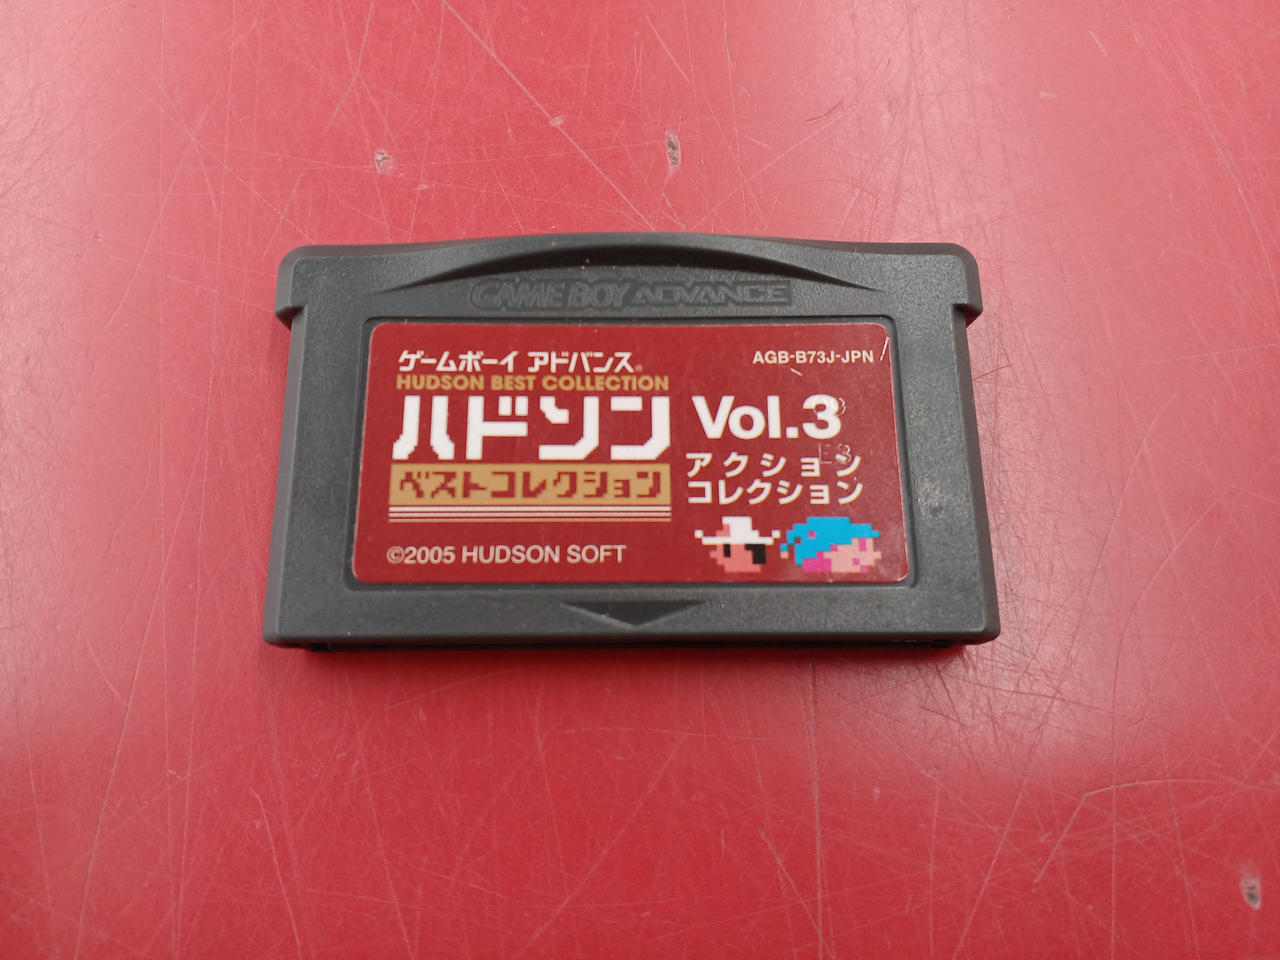 GAME BOY ADVANCE
ゲームボーイ アドバンス®
AGB-B73J-JPN
HUDSON BEST COLLECTION
ハドソン
ベストコレクション
Vol.3
アクション
コレクション
©2005 HUDSON SOFT